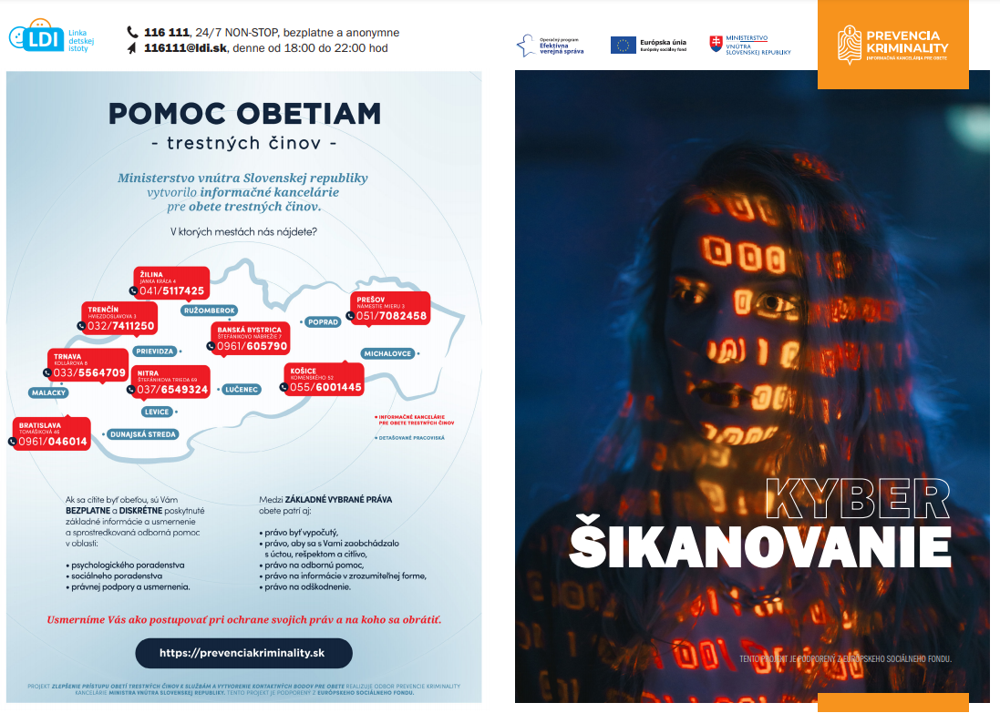 LDI
Linka
detskej
istoty
116 111, 24/7 NON-STOP, bezplatne a anonymne
116111@ldi.sk, denne od 18:00 do 22:00 hod
POMOC OBETIAM
- trestných činov -
Ministerstvo vnútra Slovenskej republiky
vytvorilo informačné kancelárie
pre obete trestných činov.
V ktorých mestách nás nájdete?
ŽILINA
JANKA KRÁĽA 4
041/5117425
TRENČÍN
HVIEZDOSLAVOVA 3
032/7411250
RUŽOMBEROK
PREŠOV
NÁMESTIE MIERU 3
051/7082458
POPRAD
BANSKÁ BYSTRICA
ŠTEFÁNIKOVO NÁBREŽIE 7
0961/605790
PRIEVIDZA
MICHALOVCE
TRNAVA
KOLLÁROVA 8
033/5564709
NITRA
ŠTEFÁNIKOVA TRIEDA 69
037/6549324
KOŠICE
KOMENSKÉHO 52
055/6001445
MALACKY
LUČENEC
LEVICE
BRATISLAVA
TOMÁŠIKOVÁ 46
0961/046014
DUNAJSKÁ STREDA
• INFORMAČNÉ KANCELÁRIE
PRE OBETE TRESTNÝCH ČINOV
• DETAŠOVANÉ PRACOVISKÁ
Ak sa cítite byť obeťou, sú Vám
BEZPLATNE a DISKRÉTNE poskytnuté
základné informácie a usmernenie
a sprostredkovaná odborná pomoc
v oblasti:
• psychologického poradenstva
• sociálneho poradenstva
• právnej podpory a usmernenia.
Medzi ZÁKLADNÉ VYBRANÉ PRÁVA
obete patrí aj:
• právo byť vypočutý,
• právo, aby sa s Vami zaobchádzalo
s úctou, rešpektom a citlivo,
• právo na odbornú pomoc,
• právo na informácie v zrozumiteľnej forme,
• právo na odškodnenie.
Usmerníme Vás ako postupovať pri ochrane svojich práv a na koho sa obrátiť.
https://prevenciakriminality.sk
PROJEKT ZLEPŠENIE PRÍSTUPU OBETÍ TRESTNÝCH ČINOV K SLUŽBÁM A VYTVORENIE KONTAKTNÝCH BODOV PRE OBETE REALIZUJE ODBOR PREVENCIE KRIMINALITY
KANCELÁRIE MINISTRA VNÚTRA SLOVENSKEJ REPUBLIKY. TENTO PROJEKT JE PODPORENÝ Z EURÓPSKEHO SOCIÁLNEHO FONDU.
Operačný program
Efektívna
verejná správa
Európska únia
Európsky sociálny fond
MINISTERSTVO
VNÚTRA
SLOVENSKEJ REPUBLIKY
PREVENCIA
KRIMINALITY
INFORMAČNÁ KANCELÁRIA PRE OBETE
KYBER
ŠIKANOVANIE
TENTO PROJEKT JE PODPORENÝ Z EURÓPSKEHO SOCIÁLNEHO FONDU.